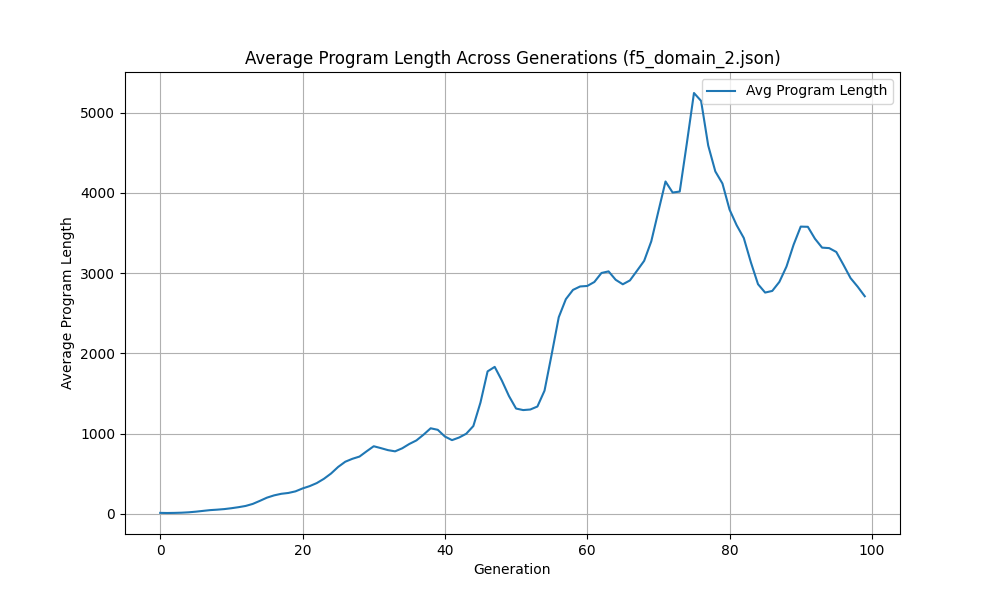 Average Program Length Across Generations (f5_domain_2.json)
Avg Program Length
5000
4000
3000
2000
1000
0
Average Program Length
0 20 40 60 80 100
Generation